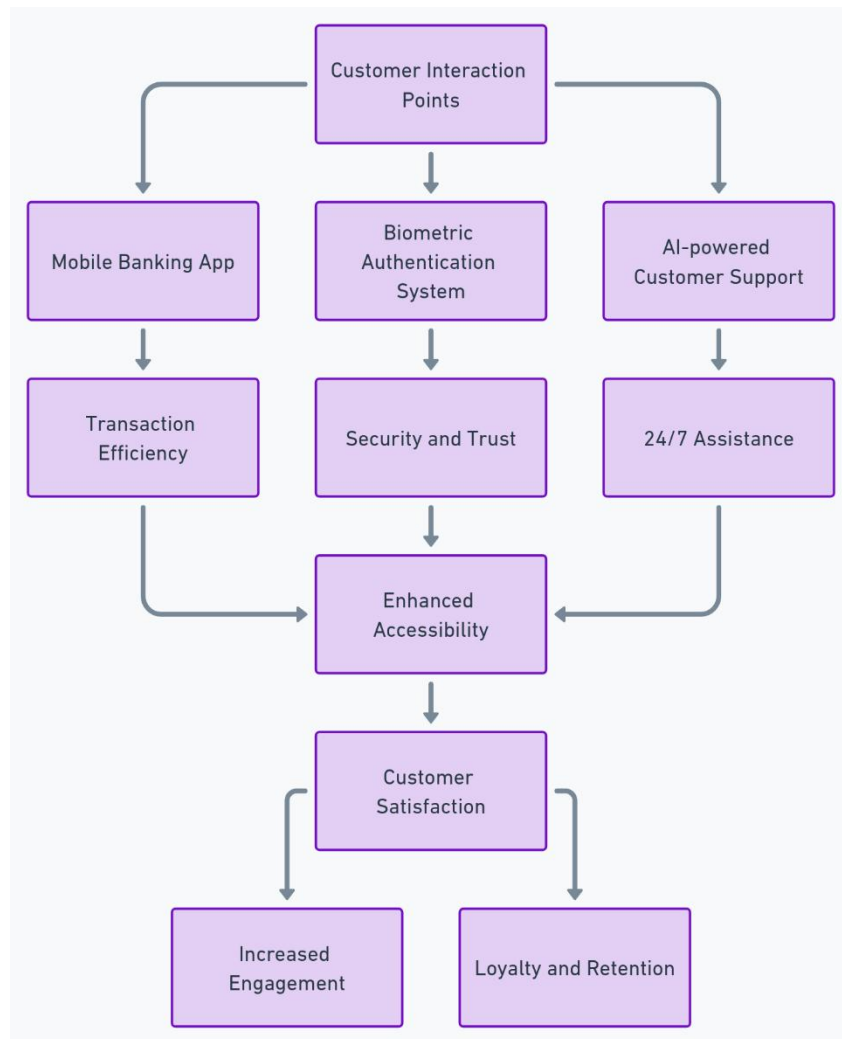 Customer Interaction
Points
Mobile Banking App
Biometric
Authentication
System
AI-powered
Customer Support
Transaction
Efficiency
Security and Trust
24/7 Assistance
Enhanced
Accessibility
Customer
Satisfaction
Increased
Engagement
Loyalty and Retention